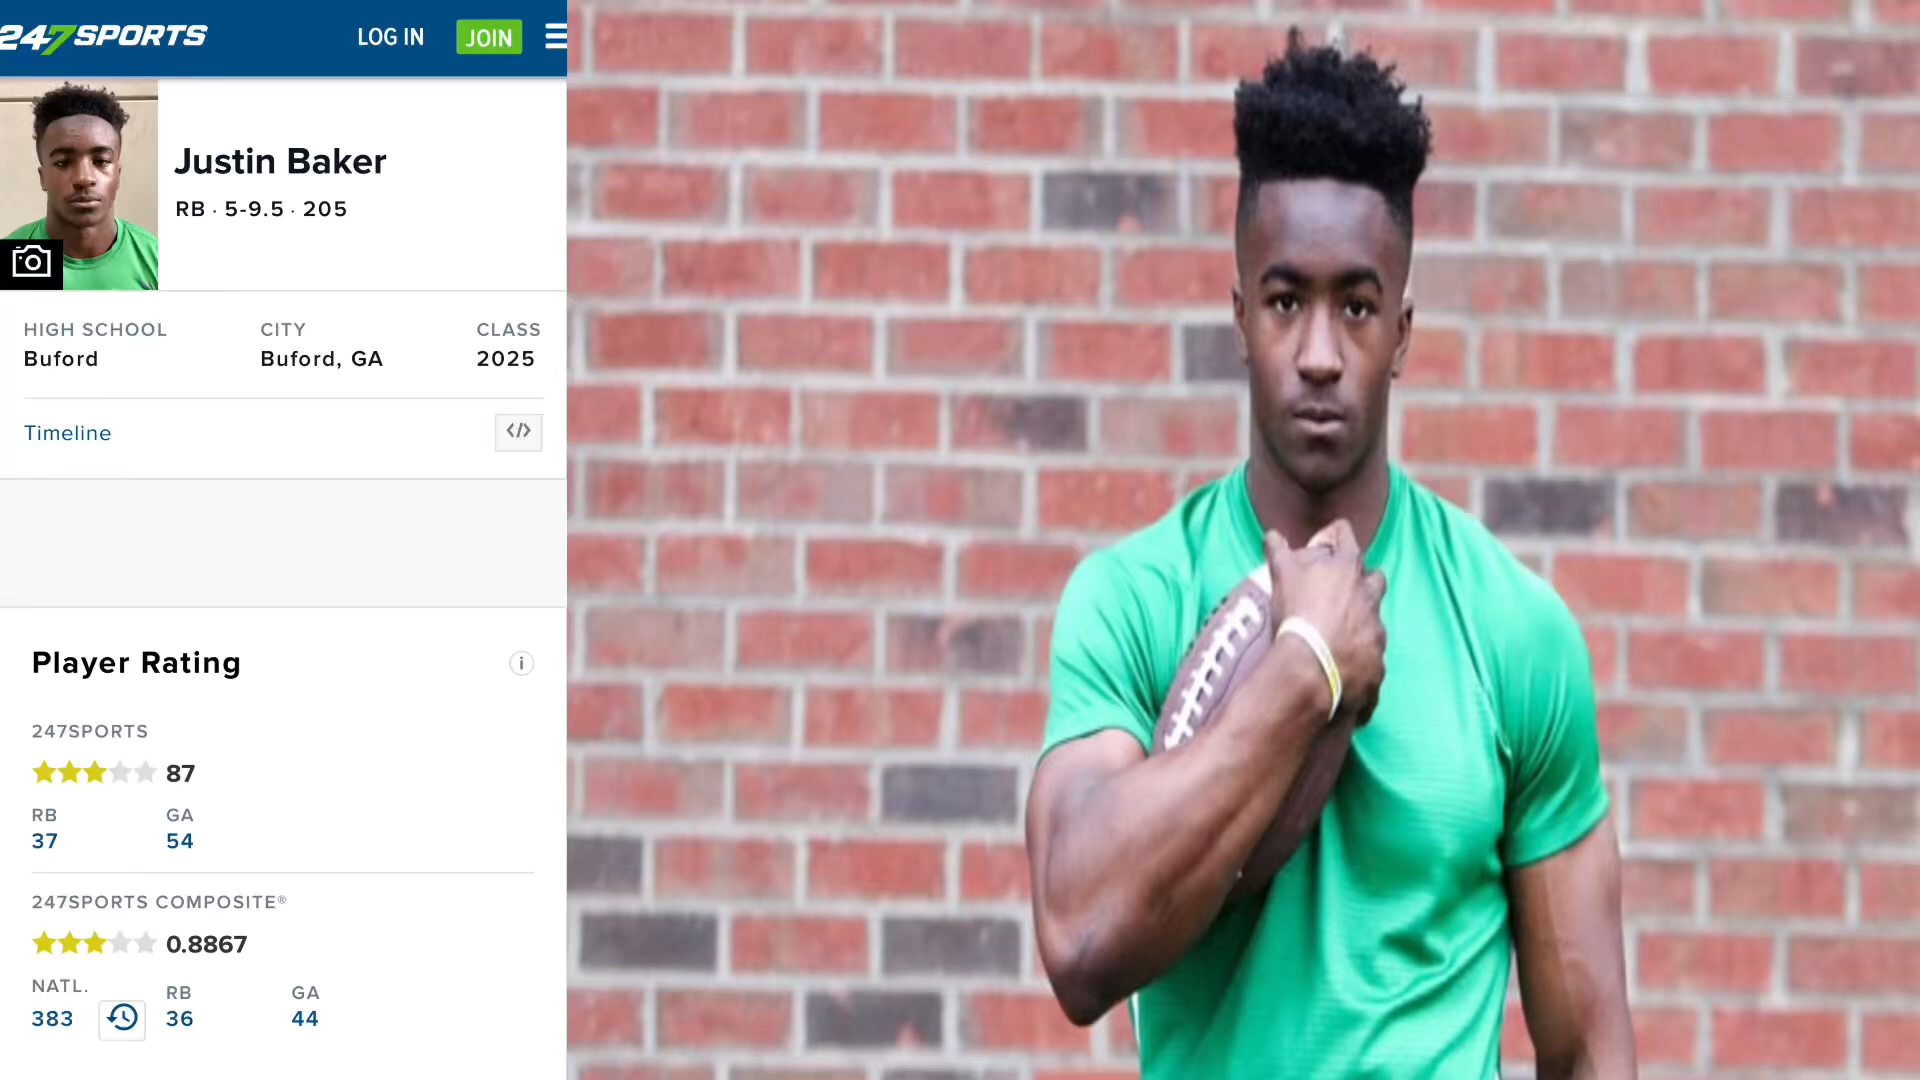 247SPORTS
LOG IN
JOIN
Justin Baker
RB · 5-9.5 · 205
HIGH SCHOOL CITY CLASS
Buford Buford, GA 2025
Timeline
</>
Player Rating
i
247SPORTS
87
RB GA
37 54
247SPORTS COMPOSITE®
0.8867
NATL. RB GA
383 36 44